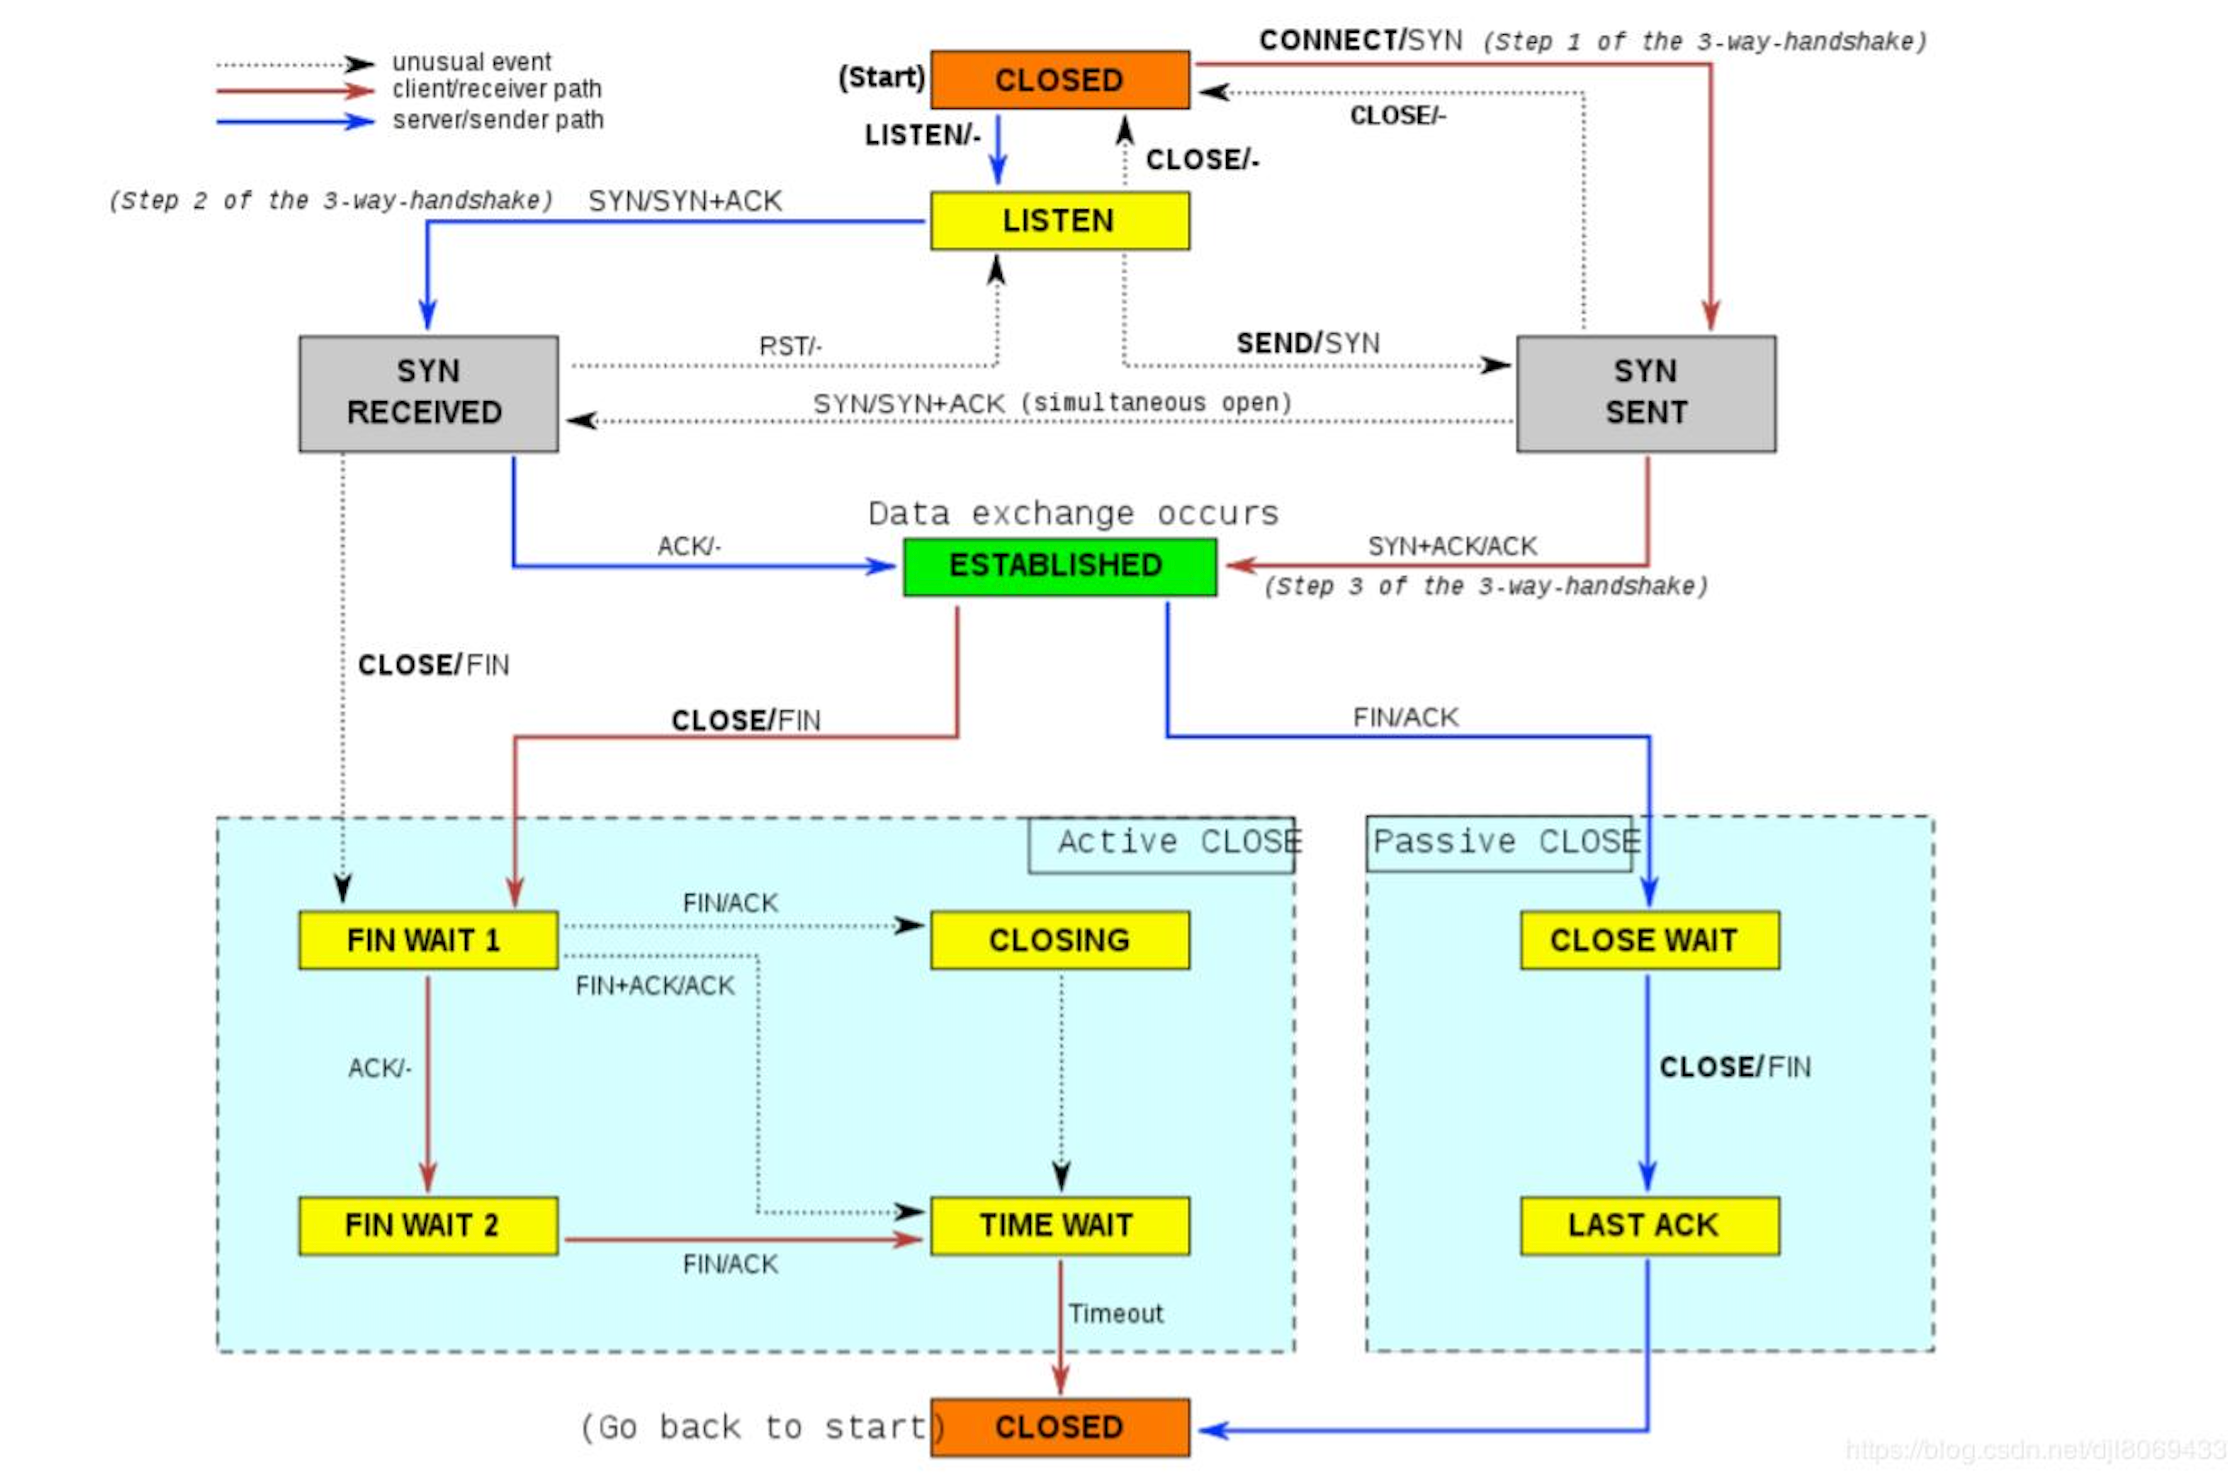 CONNECT/SYN (Step 1 of the 3-way-handshake)
unusual event
client/receiver path
server/sender path
(Start)
CLOSED
CLOSE/-
LISTEN/-
CLOSE/-
(Step 2 of the 3-way-handshake) SYN/SYN+ACK
LISTEN
RST/-
SEND/SYN
SYN
RECEIVED
SYN
SENT
SYN/SYN+ACK (simultaneous open)
Data exchange occurs
ACK/-
ESTABLISHED
SYN+ACK/ACK
(Step 3 of the 3-way-handshake)
CLOSE/FIN
CLOSE/FIN
FIN/ACK
Active CLOSE
Passive CLOSE
FIN/ACK
FIN WAIT 1
CLOSING
CLOSE WAIT
FIN+ACK/ACK
ACK/-
CLOSE/FIN
FIN WAIT 2
TIME WAIT
LAST ACK
FIN/ACK
Timeout
(Go back to start)
CLOSED
https://blog.csdn.net/djl8069433